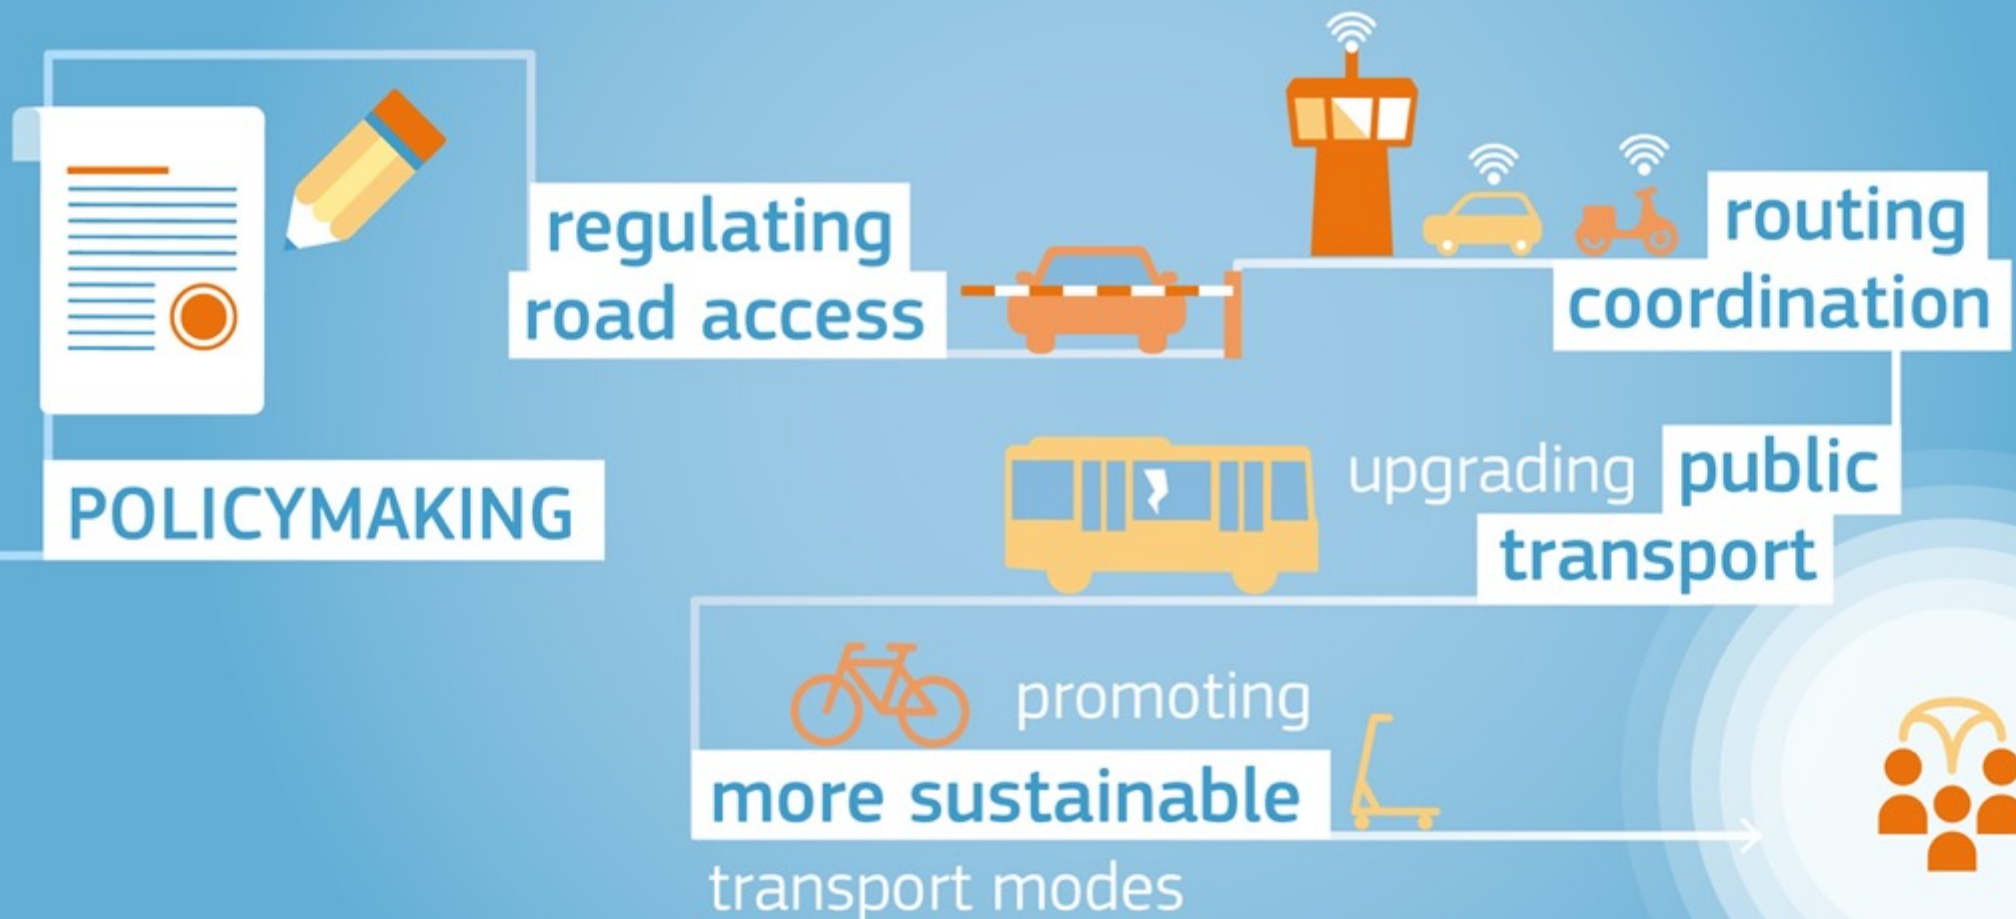 POLICYMAKING
regulating
road access
routing
coordination
upgrading public
transport
promoting
more sustainable
transport modes